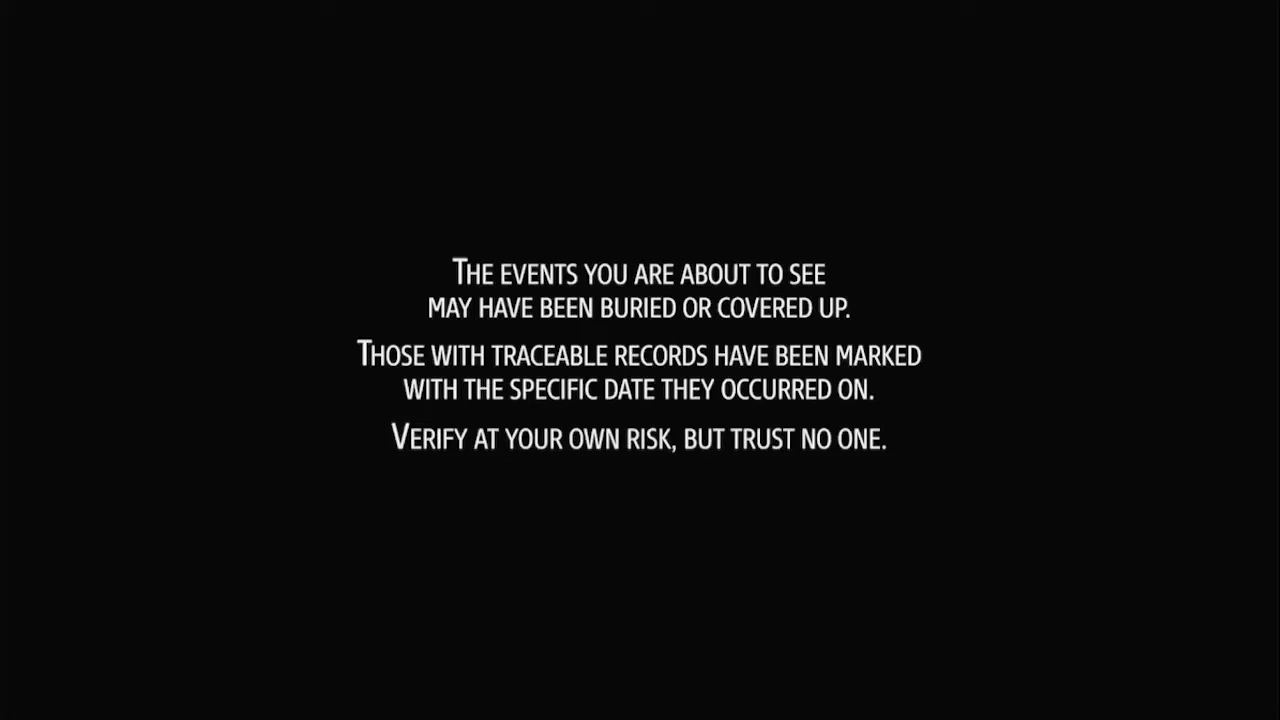 THE EVENTS YOU ARE ABOUT TO SEE
MAY HAVE BEEN BURIED OR COVERED UP.
THOSE WITH TRACEABLE RECORDS HAVE BEEN MARKED
WITH THE SPECIFIC DATE THEY OCCURRED ON.
VERIFY AT YOUR OWN RISK, BUT TRUST NO ONE.